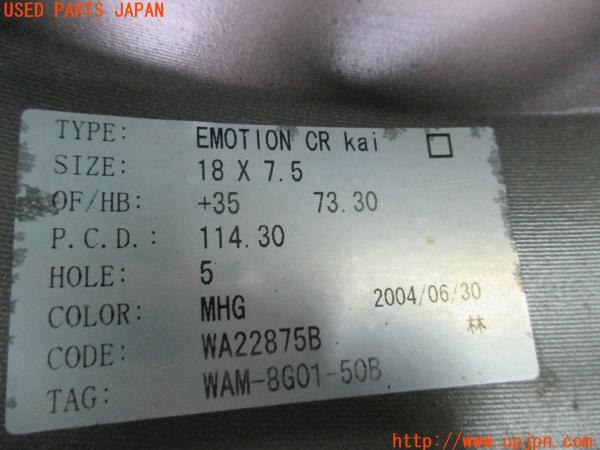 USED PARTS JAPAN
TYPE: EMOTION CR kai □
SIZE: 18 X 7.5
OF/HB: +35 73.30
P.C.D.: 114.30
HOLE: 5
COLOR: MHG 2004/06/30
CODE: WA22875B 林
TAG: WAM-8G01-50B
http://www.upjpn.com